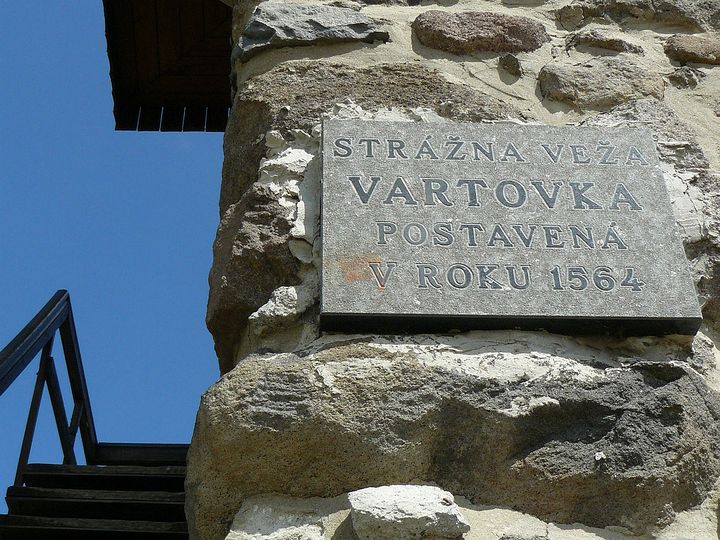 STRÁŽNA VEŽA
VARTOVKA
POSTAVENÁ
V ROKU 1564